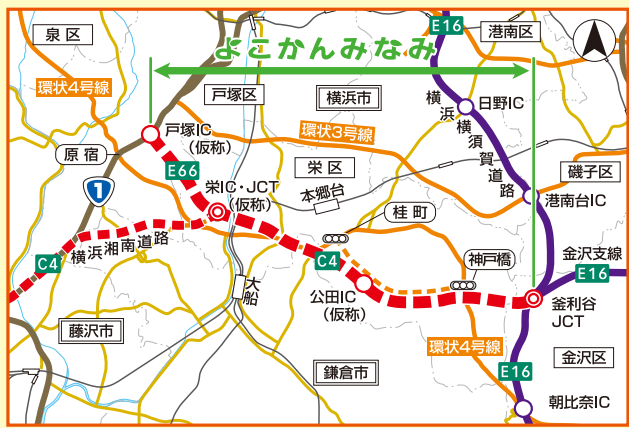 よこかんみなみ
E16
港南区
泉 区
環状4号線
戸塚区
横浜市
横浜横須賀道路
日野IC
戸塚IC
(仮称)
環状3号線
原 宿
E66
栄 区
磯子区
1
栄IC・JCT
(仮称)
本郷台
港南台IC
桂 町
横浜湘南道路
C4
C4
神戸橋
金沢支線
E16
大船
公田IC
(仮称)
釜利谷
JCT
藤沢市
環状4号線
鎌倉市
E16
金沢区
朝比奈IC